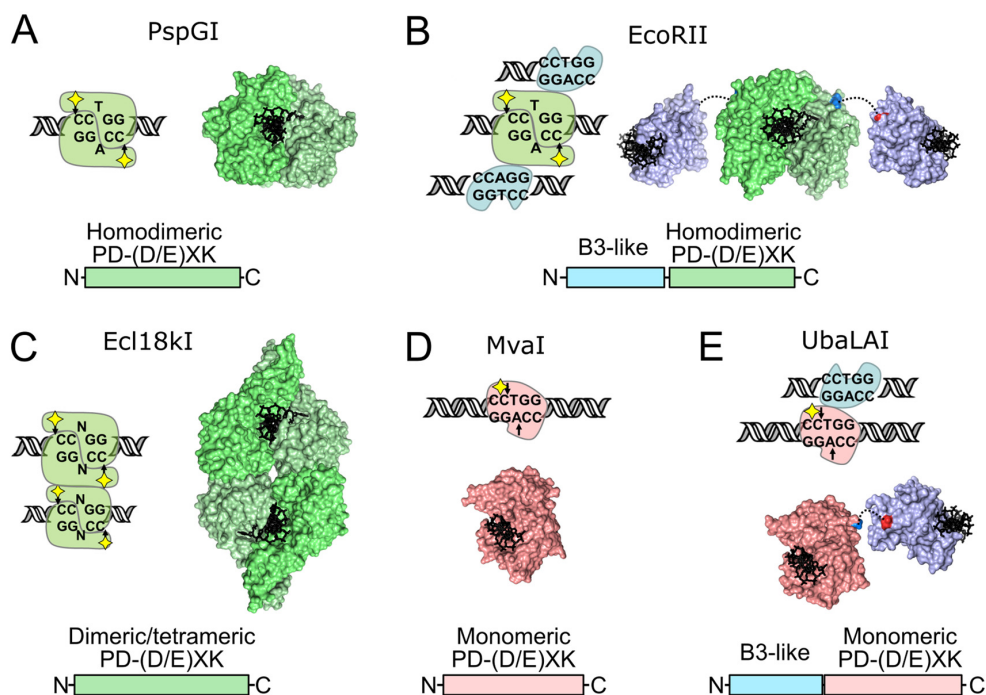 A
PspGI
T
CC GG
GG CC
A
Homodimeric
PD-(D/E)XK
N
C
B
EcoRII
CCTGG
GGACC
T
CC GG
GG CC
A
CCAGG
GGTCC
B3-like
Homodimeric
PD-(D/E)XK
N
C
C
Ecl18kI
N
CC GG
GG CC
N
N
CC GG
GG CC
N
Dimeric/tetrameric
PD-(D/E)XK
N
C
D
MvaI
CCTGG
GGACC
Monomeric
PD-(D/E)XK
N
C
E
UbaLAI
CCTGG
GGACC
CCTGG
GGACC
B3-like
Monomeric
PD-(D/E)XK
N
C